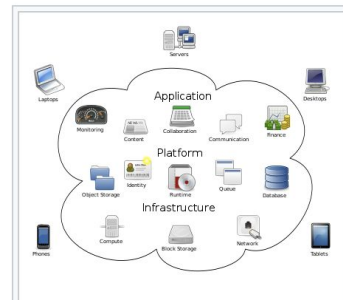 Servers
Application
Laptops
Desktops
Monitoring
Content
Collaboration
Communication
Finance
Platform
Object Storage
Identity
Runtime
Queue
Database
Infrastructure
Phones
Compute
Block Storage
Network
Tablets